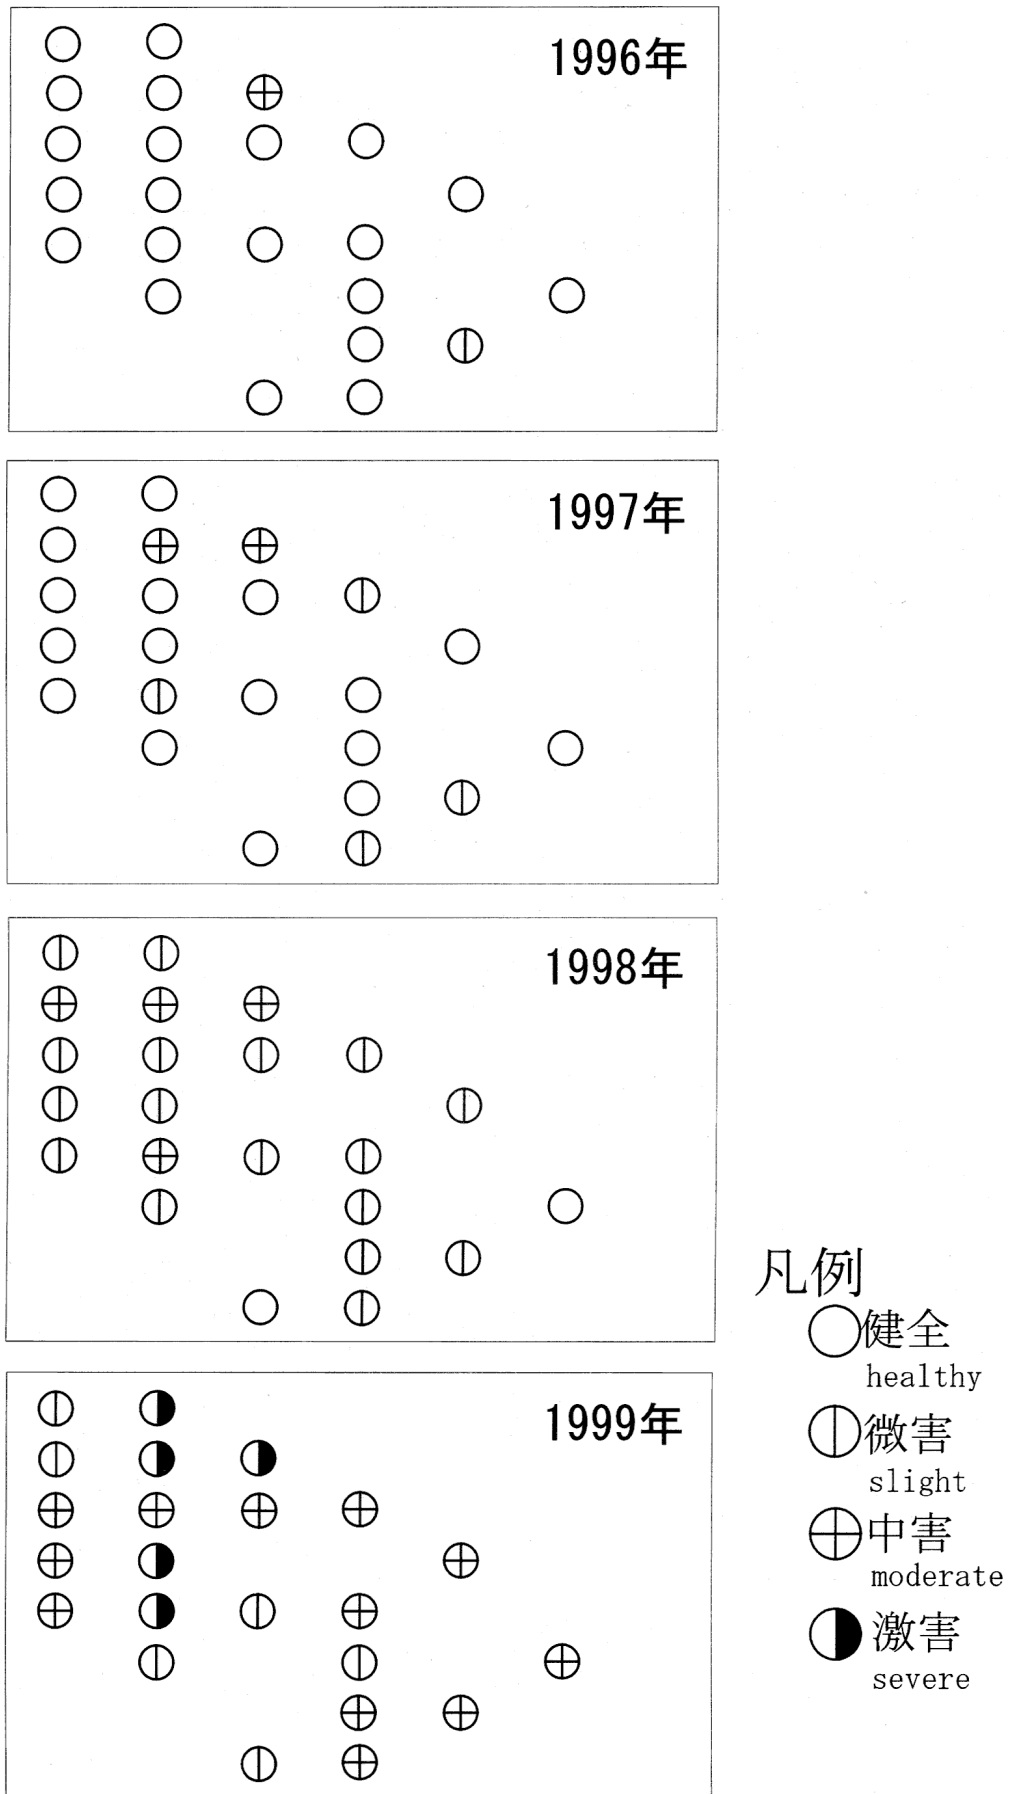 1996年
1997年
1998年
1999年
凡例
健全
healthy
微害
slight
中害
moderate
激害
severe